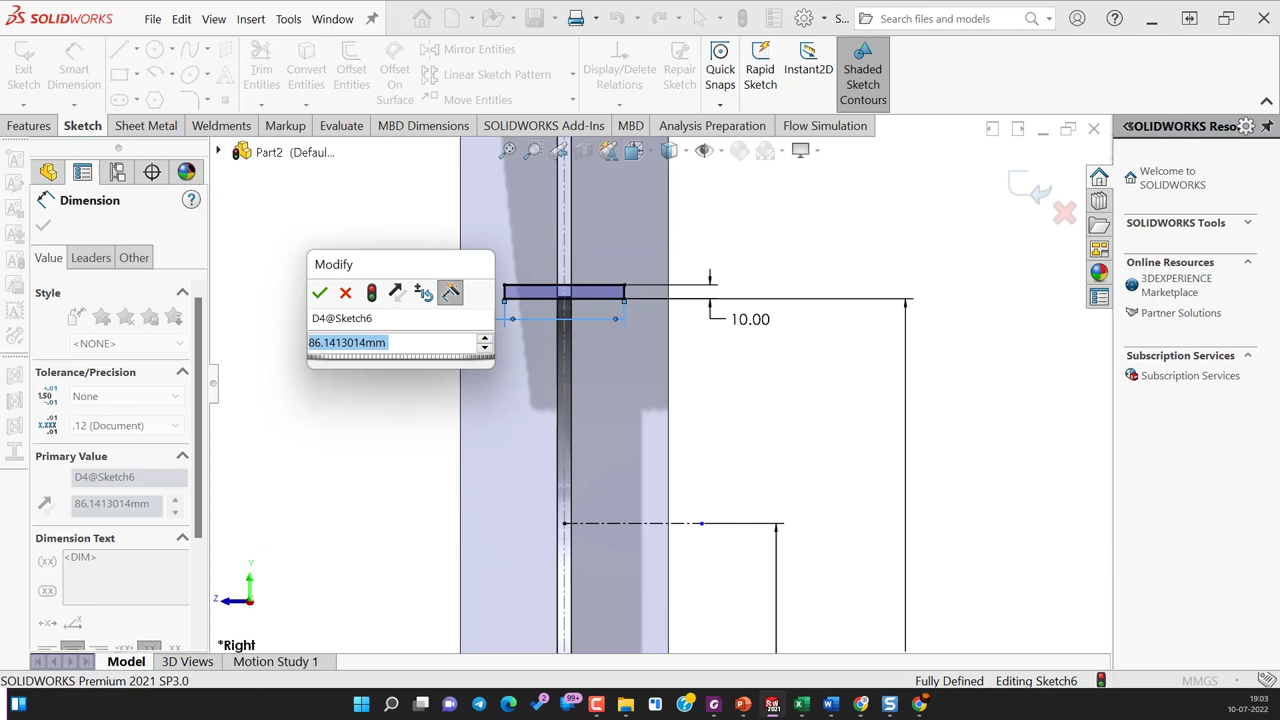 SOLIDWORKS
File Edit View Insert Tools Window
S... Search files and models
Exit Sketch
Smart Dimension
Trim Entities
Convert Entities
Offset Entities
Offset On Surface
Mirror Entities
Linear Sketch Pattern
Move Entities
Display/Delete Relations
Repair Sketch
Quick Snaps
Rapid Sketch
Instant2D
Shaded Sketch Contours
Features Sketch Sheet Metal Weldments Markup Evaluate MBD Dimensions SOLIDWORKS Add-Ins MBD Analysis Preparation Flow Simulation
SOLIDWORKS Reso
Part2 (Defaul...
Dimension
Value Leaders Other
Style
<NONE>
Tolerance/Precision
None
.12 (Document)
Primary Value
D4@Sketch6
86.1413014mm
Dimension Text
<DIM>
Modify
D4@Sketch6
86.1413014mm
10.00
Y
Z
*Right
Welcome to
SOLIDWORKS
SOLIDWORKS Tools
Online Resources
3DEXPERIENCE
Marketplace
Partner Solutions
Subscription Services
Subscription Services
Model 3D Views Motion Study 1
SOLIDWORKS Premium 2021 SP3.0
Fully Defined Editing Sketch6 MMGS
2
99+
19:03
10-07-2022